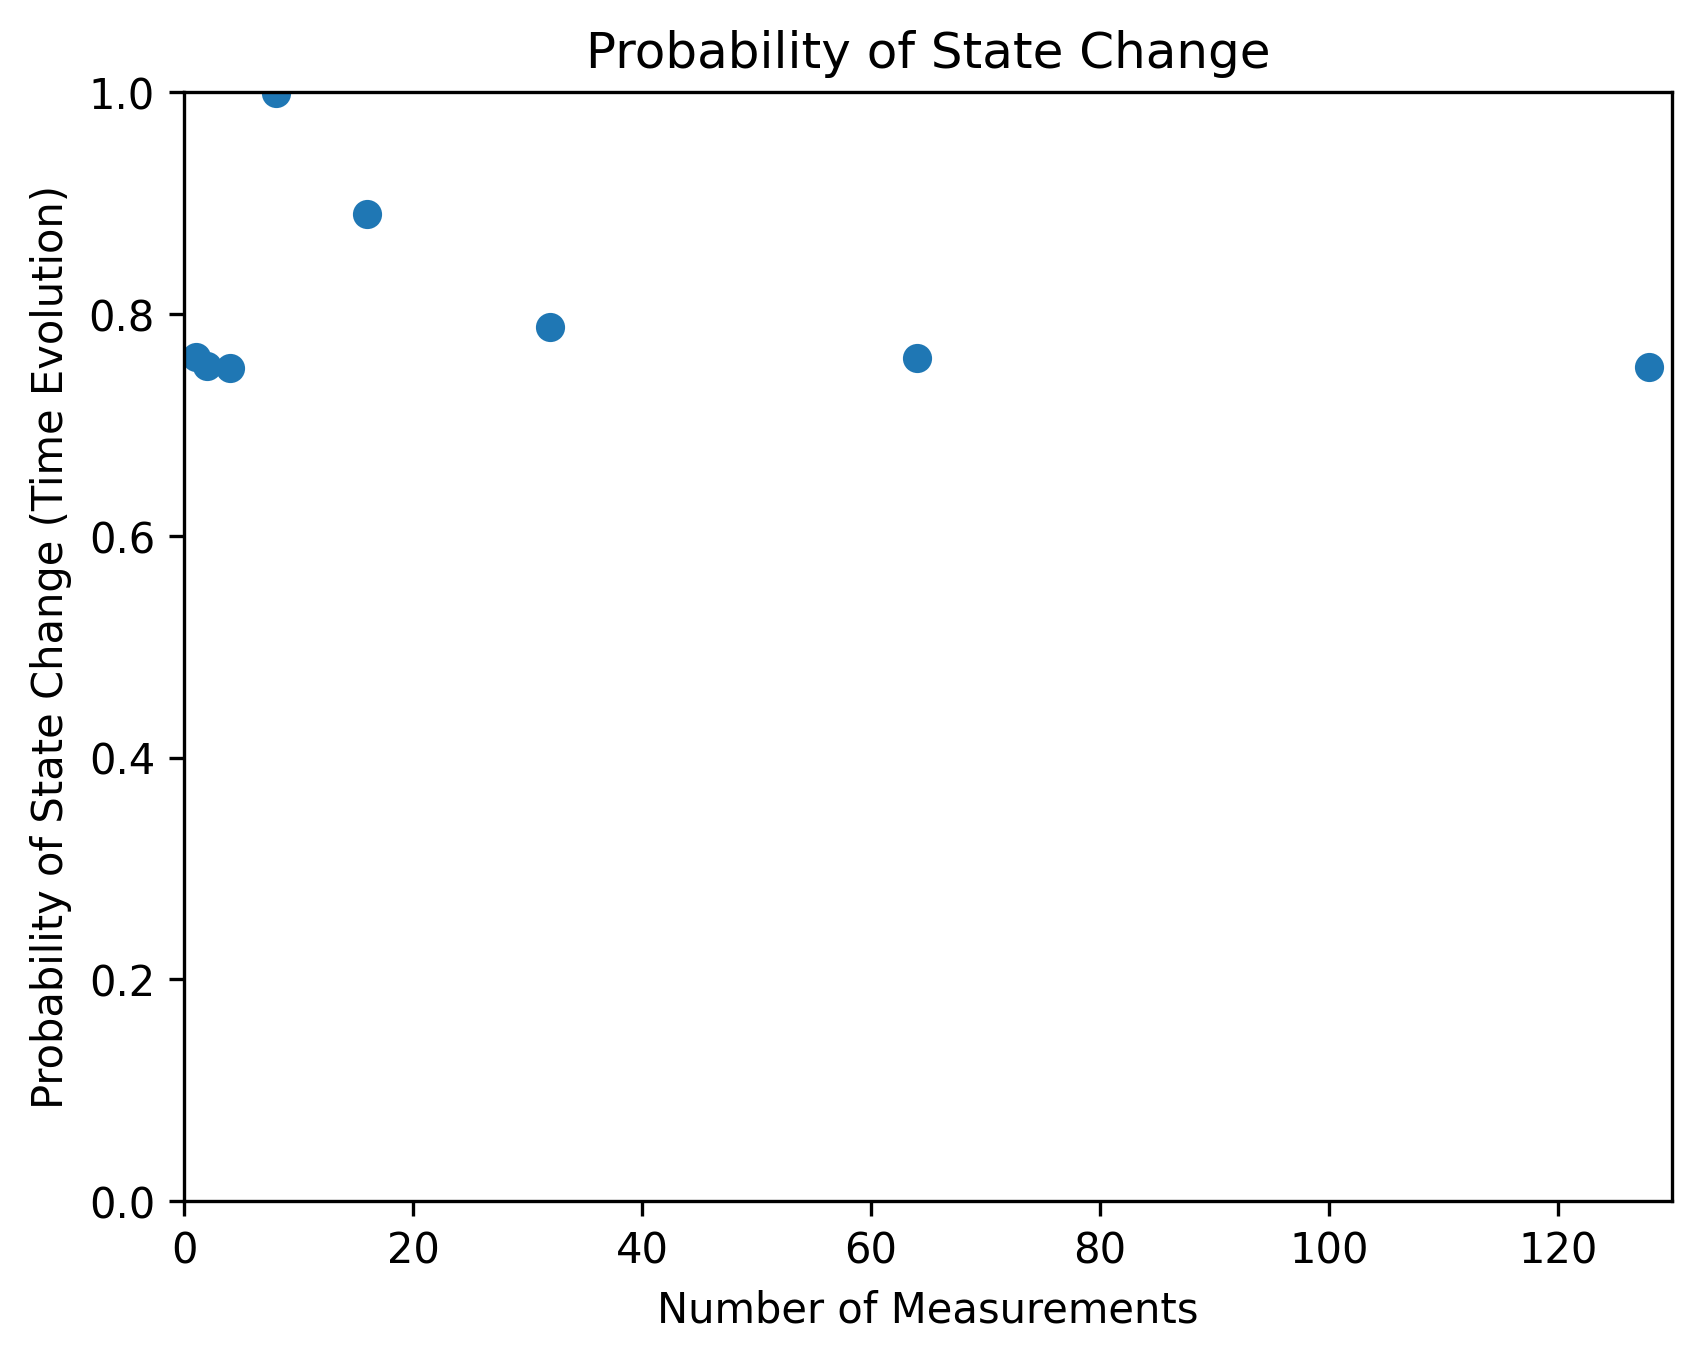 Probability of State Change
Probability of State Change (Time Evolution)
1.0
0.8
0.6
0.4
0.2
0.0
0 20 40 60 80 100 120
Number of Measurements